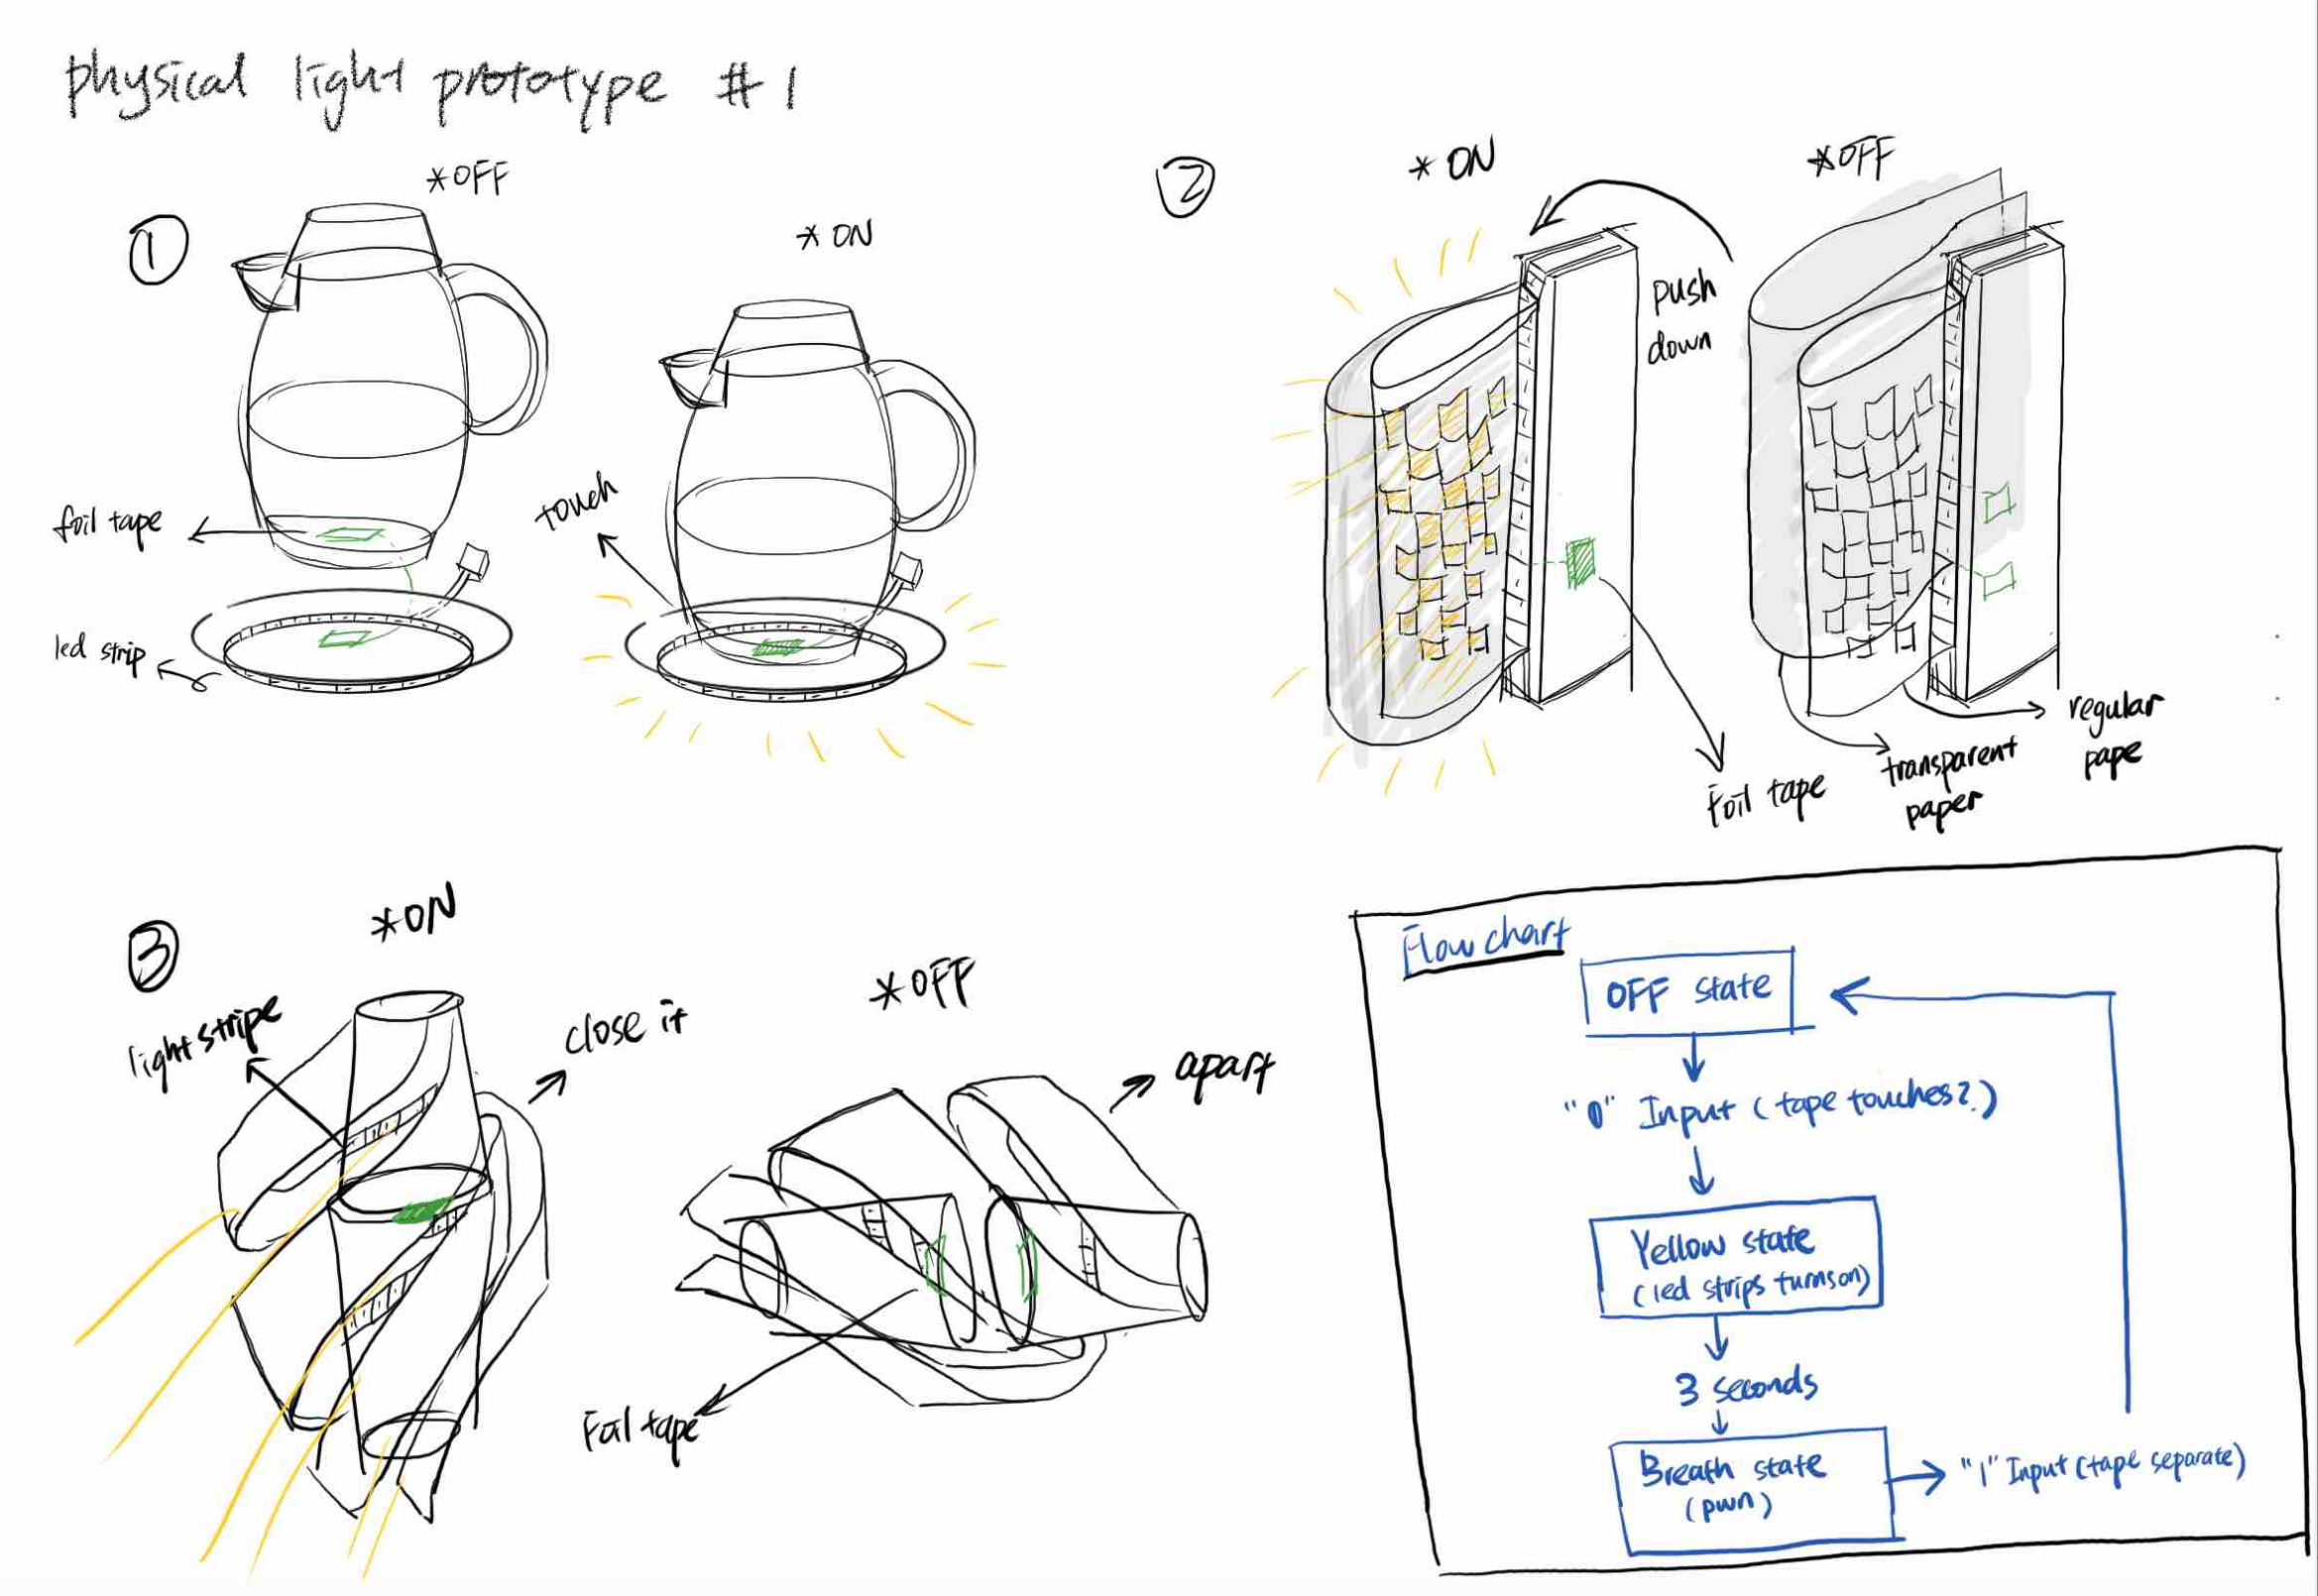 physical light prototype #1
①
*OFF
*ON
foil tape
touch
led strip
②
*ON
*OFF
push
down
Foil tape
transparent
paper
regular
pape
③
*ON
light stripe
close it
*OFF
apart
Foil tape
Flow chart
OFF state
"0" Input (tape touches?)
Yellow state
(led strips turns on)
3 seconds
Breath state
(pwn)
"1" Input (tape separate)